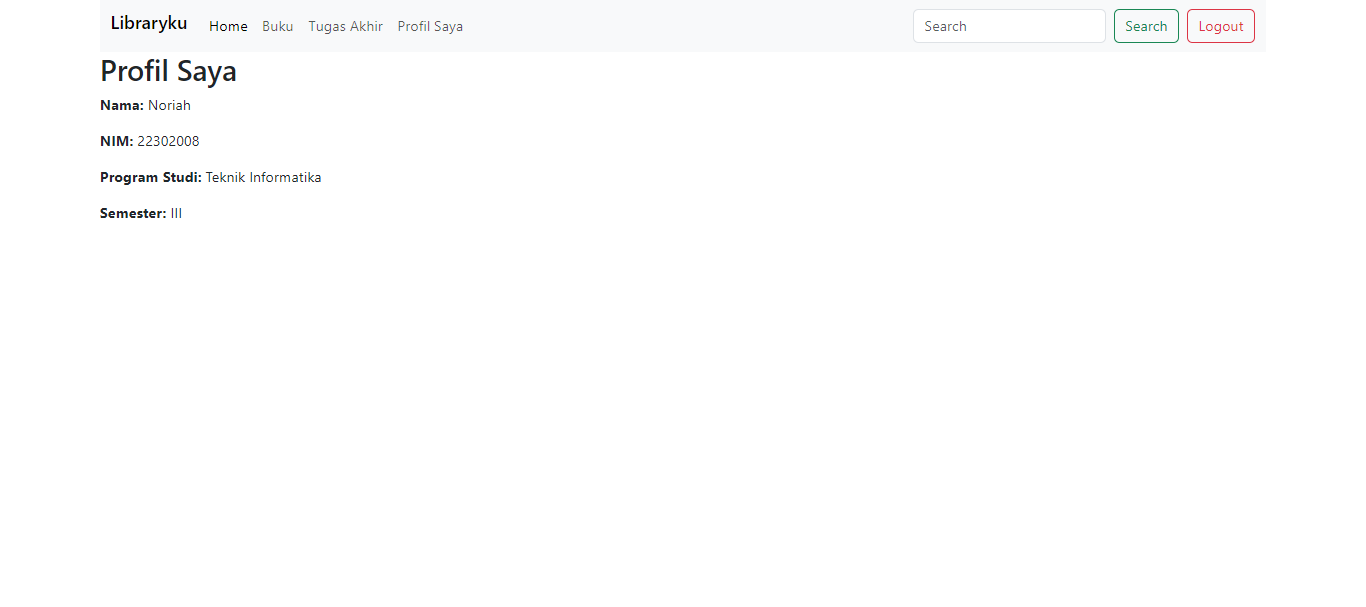 Libraryku Home Buku Tugas Akhir Profil Saya Search Search Logout
Profil Saya
Nama: Noriah
NIM: 22302008
Program Studi: Teknik Informatika
Semester: III